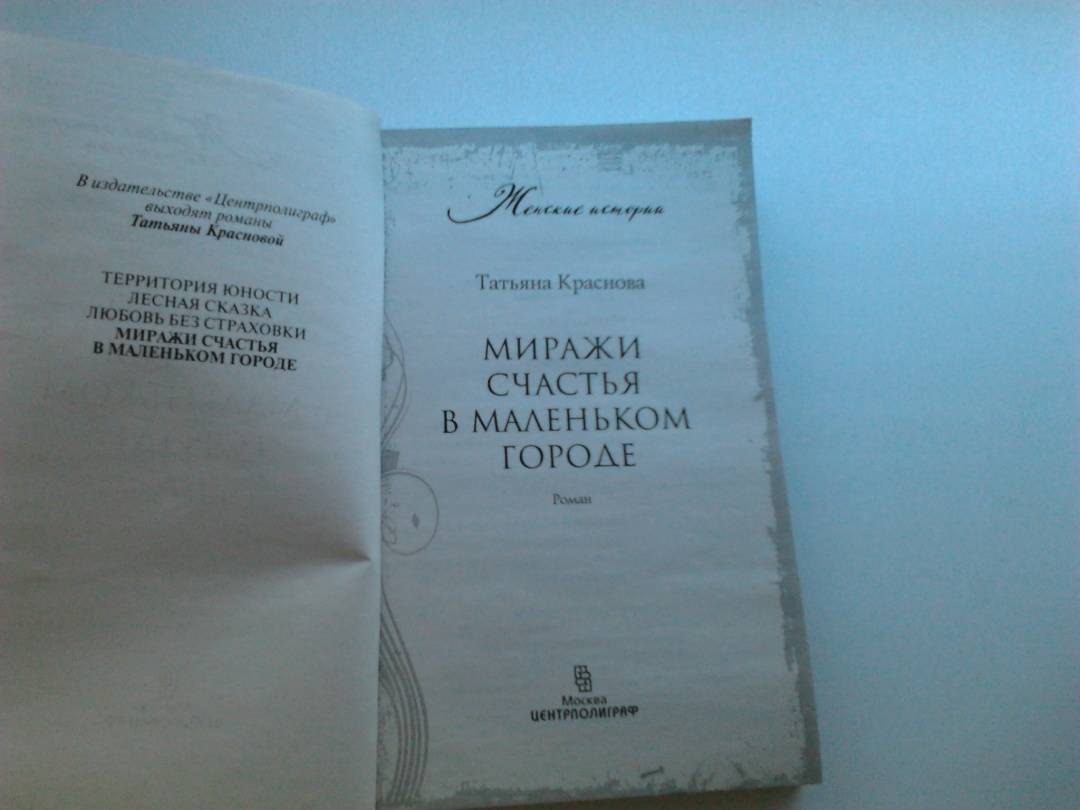 В издательстве «Центрполиграф»
выходят романы
Татьяны Красновой
ТЕРРИТОРИЯ ЮНОСТИ
ЛЕСНАЯ СКАЗКА
ЛЮБОВЬ БЕЗ СТРАХОВКИ
МИРАЖИ СЧАСТЬЯ
В МАЛЕНЬКОМ ГОРОДЕ
Женские истории
Татьяна Краснова
МИРАЖИ
СЧАСТЬЯ
В МАЛЕНЬКОМ
ГОРОДЕ
Роман
Москва
ЦЕНТРПОЛИГРАФ